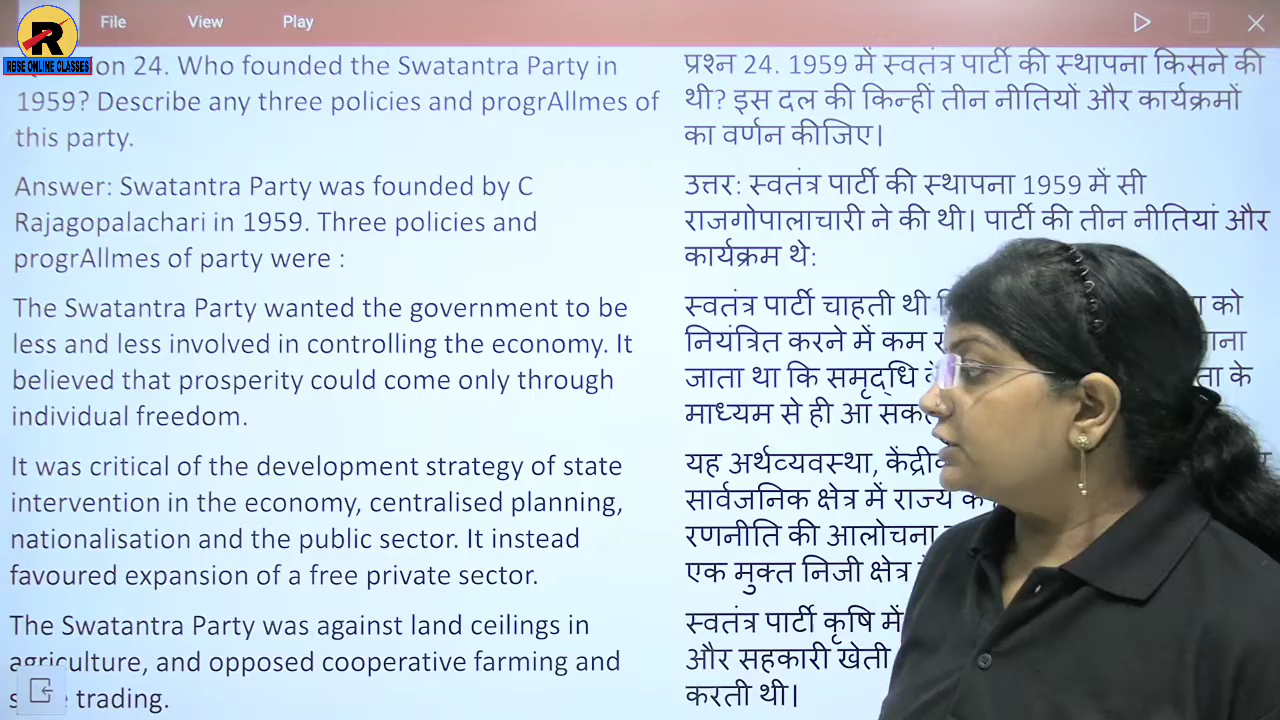 File View Play
R
RBSE ONLINE CLASSES
on 24. Who founded the Swatantra Party in
1959? Describe any three policies and progrAllmes of
this party.
Answer: Swatantra Party was founded by C
Rajagopalachari in 1959. Three policies and
progrAllmes of party were :
The Swatantra Party wanted the government to be
less and less involved in controlling the economy. It
believed that prosperity could come only through
individual freedom.
It was critical of the development strategy of state
intervention in the economy, centralised planning,
nationalisation and the public sector. It instead
favoured expansion of a free private sector.
The Swatantra Party was against land ceilings in
agriculture, and opposed cooperative farming and
trading.
प्रश्न 24. 1959 में स्वतंत्र पार्टी की स्थापना किसने की
थी? इस दल की किन्हीं तीन नीतियों और कार्यक्रमों
का वर्णन कीजिए।
उत्तर: स्वतंत्र पार्टी की स्थापना 1959 में सी
राजगोपालाचारी ने की थी। पार्टी की तीन नीतियां और
कार्यक्रम थे:
स्वतंत्र पार्टी चाहती थी को
नियंत्रित करने में कम
जाता था कि समृद्धि के
माध्यम से ही आ
यह अर्थव्यवस्था,
सार्वजनिक क्षेत्र में राज्य
रणनीति की आलोचना
एक मुक्त निजी क्षेत्र
स्वतंत्र पार्टी कृषि में
और सहकारी खेती
करती थी।